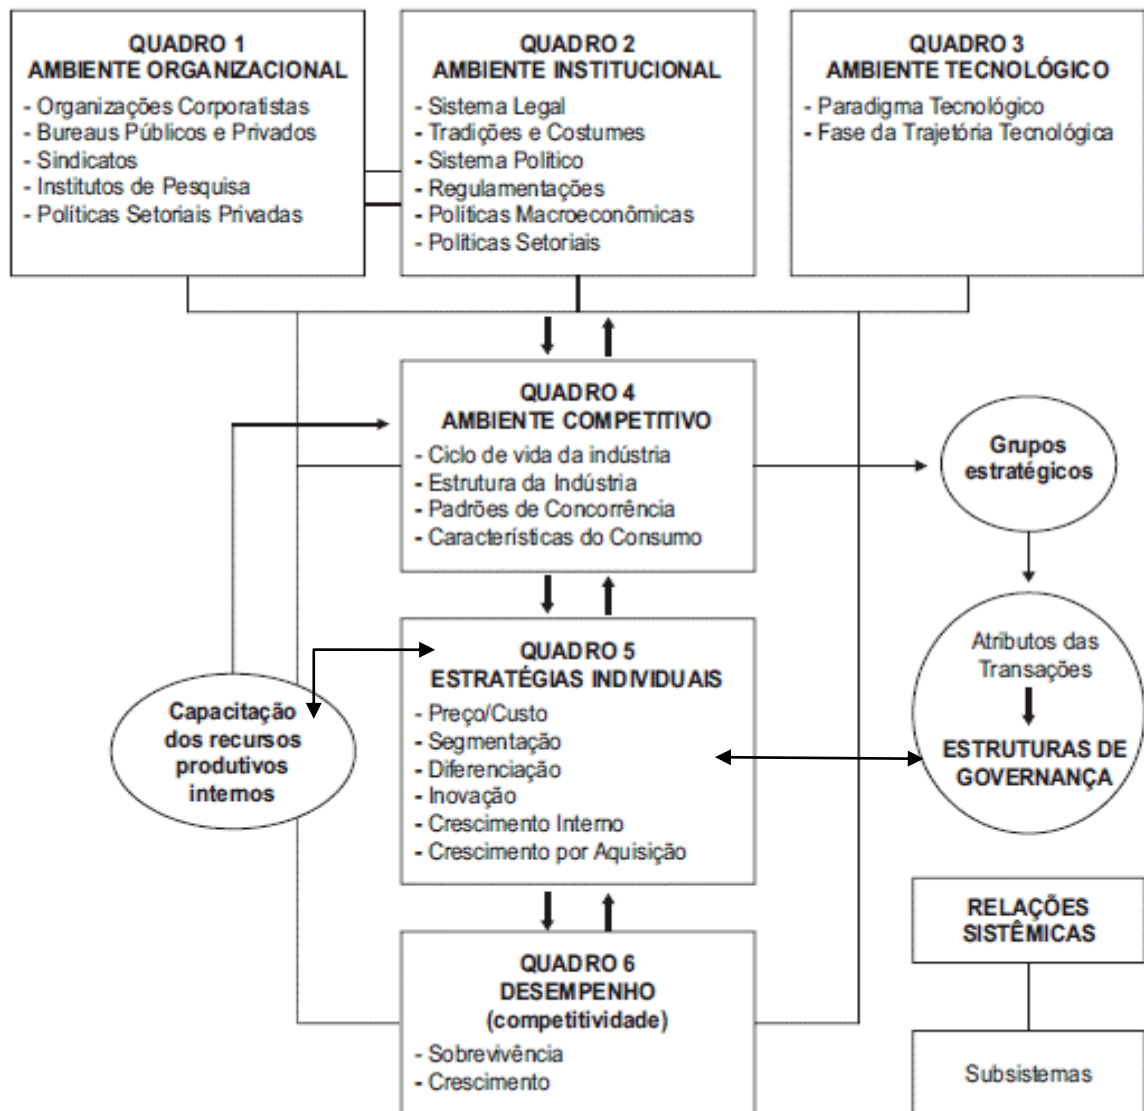 QUADRO 1
AMBIENTE ORGANIZACIONAL
- Organizações Corporatistas
- Bureaus Públicos e Privados
- Sindicatos
- Institutos de Pesquisa
- Políticas Setoriais Privadas
QUADRO 2
AMBIENTE INSTITUCIONAL
- Sistema Legal
- Tradições e Costumes
- Sistema Político
- Regulamentações
- Políticas Macroeconômicas
- Políticas Setoriais
QUADRO 3
AMBIENTE TECNOLÓGICO
- Paradigma Tecnológico
- Fase da Trajetória Tecnológica
QUADRO 4
AMBIENTE COMPETITIVO
- Ciclo de vida da indústria
- Estrutura da Indústria
- Padrões de Concorrência
- Características do Consumo
Grupos
estratégicos
QUADRO 5
ESTRATÉGIAS INDIVIDUAIS
- Preço/Custo
- Segmentação
- Diferenciação
- Inovação
- Crescimento Interno
- Crescimento por Aquisição
Capacitação
dos recursos
produtivos
internos
Atributos das
Transações
ESTRUTURAS DE
GOVERNANÇA
QUADRO 6
DESEMPENHO
(competitividade)
- Sobrevivência
- Crescimento
RELAÇÕES
SISTÊMICAS
Subsistemas